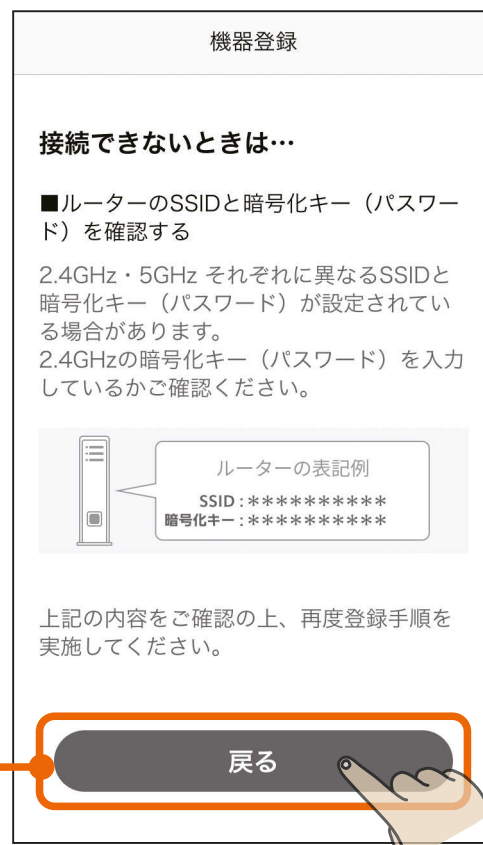 機器登録
接続できないときは…
■ルーターのSSIDと暗号化キー（パスワー
ド）を確認する
2.4GHz・5GHz それぞれに異なるSSIDと
暗号化キー（パスワード）が設定されてい
る場合があります。
2.4GHzの暗号化キー（パスワード）を入力
しているかご確認ください。
ルーターの表記例
SSID：**********
暗号化キー：**********
上記の内容をご確認の上、再度登録手順を
実施してください。
戻る